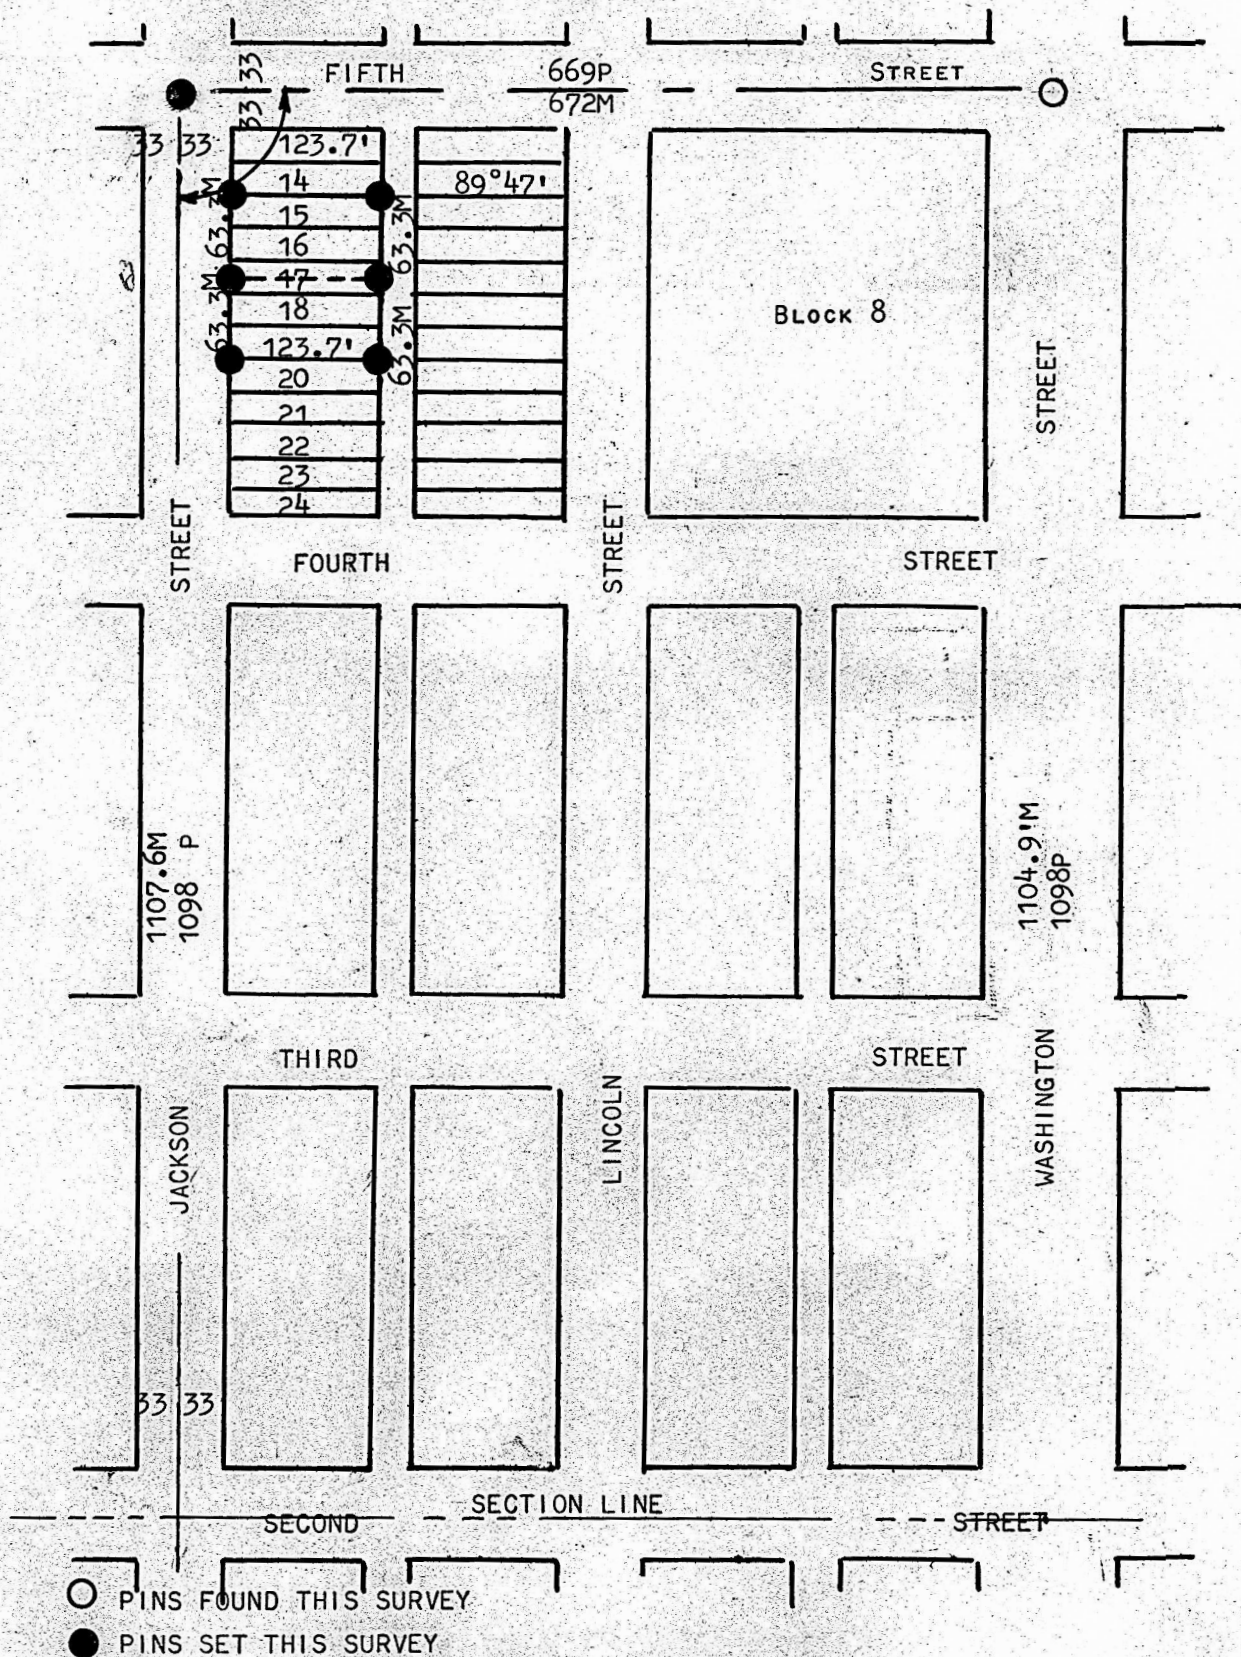 FIFTH 669P STREET
672M
33 33
33 33
33 33
123.7'
14
89°47'
15
16
17
18
123.7'
20
21
22
23
24
63.3M
63.3M
63.3M
63.3M
BLOCK 8
STREET
STREET
STREET
FOURTH STREET
1107.6M
1098 P
1104.9'M
1098P
THIRD STREET
JACKSON
LINCOLN
WASHINGTON
33 33
SECTION LINE
SECOND STREET
PINS FOUND THIS SURVEY
PINS SET THIS SURVEY